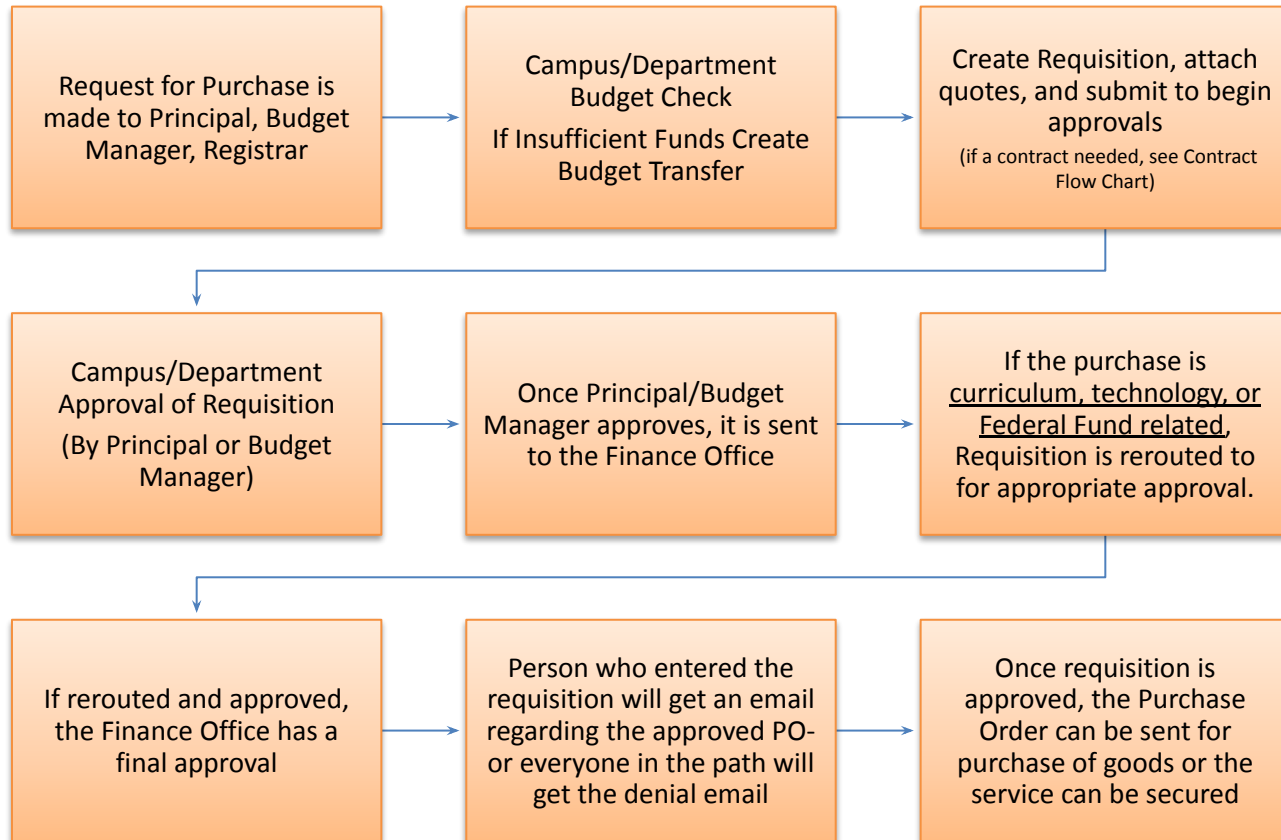 Request for Purchase is
made to Principal, Budget
Manager, Registrar
Campus/Department
Budget Check
If Insufficient Funds Create
Budget Transfer
Create Requisition, attach
quotes, and submit to begin
approvals
(if a contract needed, see Contract
Flow Chart)
Campus/Department
Approval of Requisition
(By Principal or Budget
Manager)
Once Principal/Budget
Manager approves, it is sent
to the Finance Office
If the purchase is
curriculum, technology, or
Federal Fund related,
Requisition is rerouted to
for appropriate approval.
If rerouted and approved,
the Finance Office has a
final approval
Person who entered the
requisition will get an email
regarding the approved PO-
or everyone in the path will
get the denial email
Once requisition is
approved, the Purchase
Order can be sent for
purchase of goods or the
service can be secured